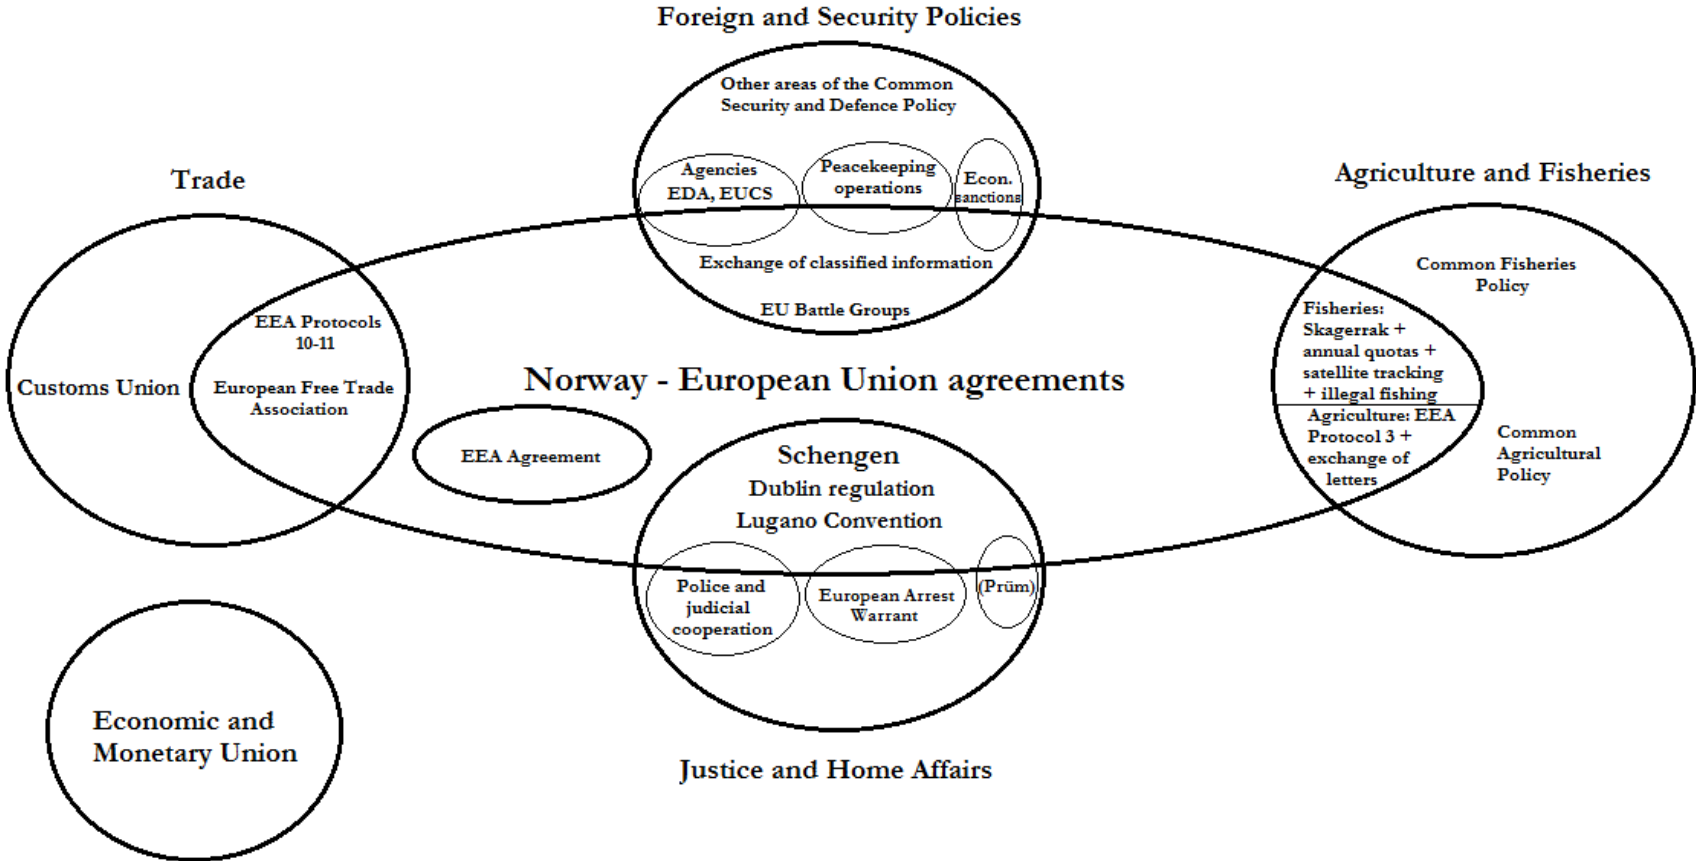 Foreign and Security Policies
Other areas of the Common
Security and Defence Policy
Agencies
EDA, EUCS
Peacekeeping
operations
Econ.
sanctions
Exchange of classified information
EU Battle Groups
Trade
Customs Union
EEA Protocols
10-11
European Free Trade
Association
Norway - European Union agreements
EEA Agreement
Agriculture and Fisheries
Common Fisheries
Policy
Fisheries:
Skagerrak +
annual quotas +
satellite tracking
+ illegal fishing
Agriculture: EEA
Protocol 3 +
exchange of
letters
Common
Agricultural
Policy
Schengen
Dublin regulation
Lugano Convention
Police and
judicial
cooperation
European Arrest
Warrant
(Prüm)
Justice and Home Affairs
Economic and
Monetary Union